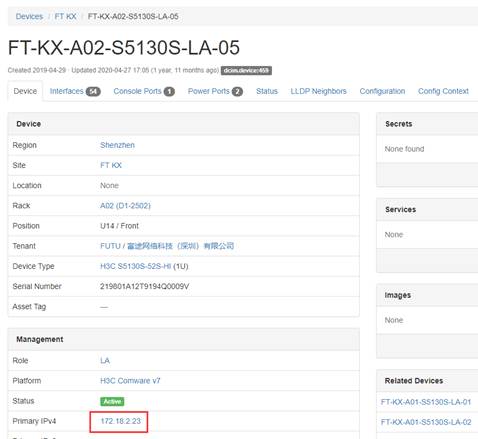 Devices / FT KX / FT-KX-A02-S5130S-LA-05
FT-KX-A02-S5130S-LA-05
Created 2019-04-29 · Updated 2020-04-27 17:05 (1 year, 11 months ago) dcim.device:459
Device Interfaces 54 Console Ports 1 Power Ports 2 Status LLDP Neighbors Configuration Config Context
Device
Region Shenzhen
Site FT KX
Location None
Rack A02 (D1-2502)
Position U14 / Front
Tenant FUTU / 富途网络科技（深圳）有限公司
Device Type H3C S5130S-52S-HI (1U)
Serial Number 219801A12T9194Q0009V
Asset Tag —
Management
Role LA
Platform H3C Comware v7
Status Active
Primary IPv4 172.18.2.23
Secrets
None found
Services
None
Images
None
Related Devices
FT-KX-A01-S5130S-LA-01
FT-KX-A01-S5130S-LA-02